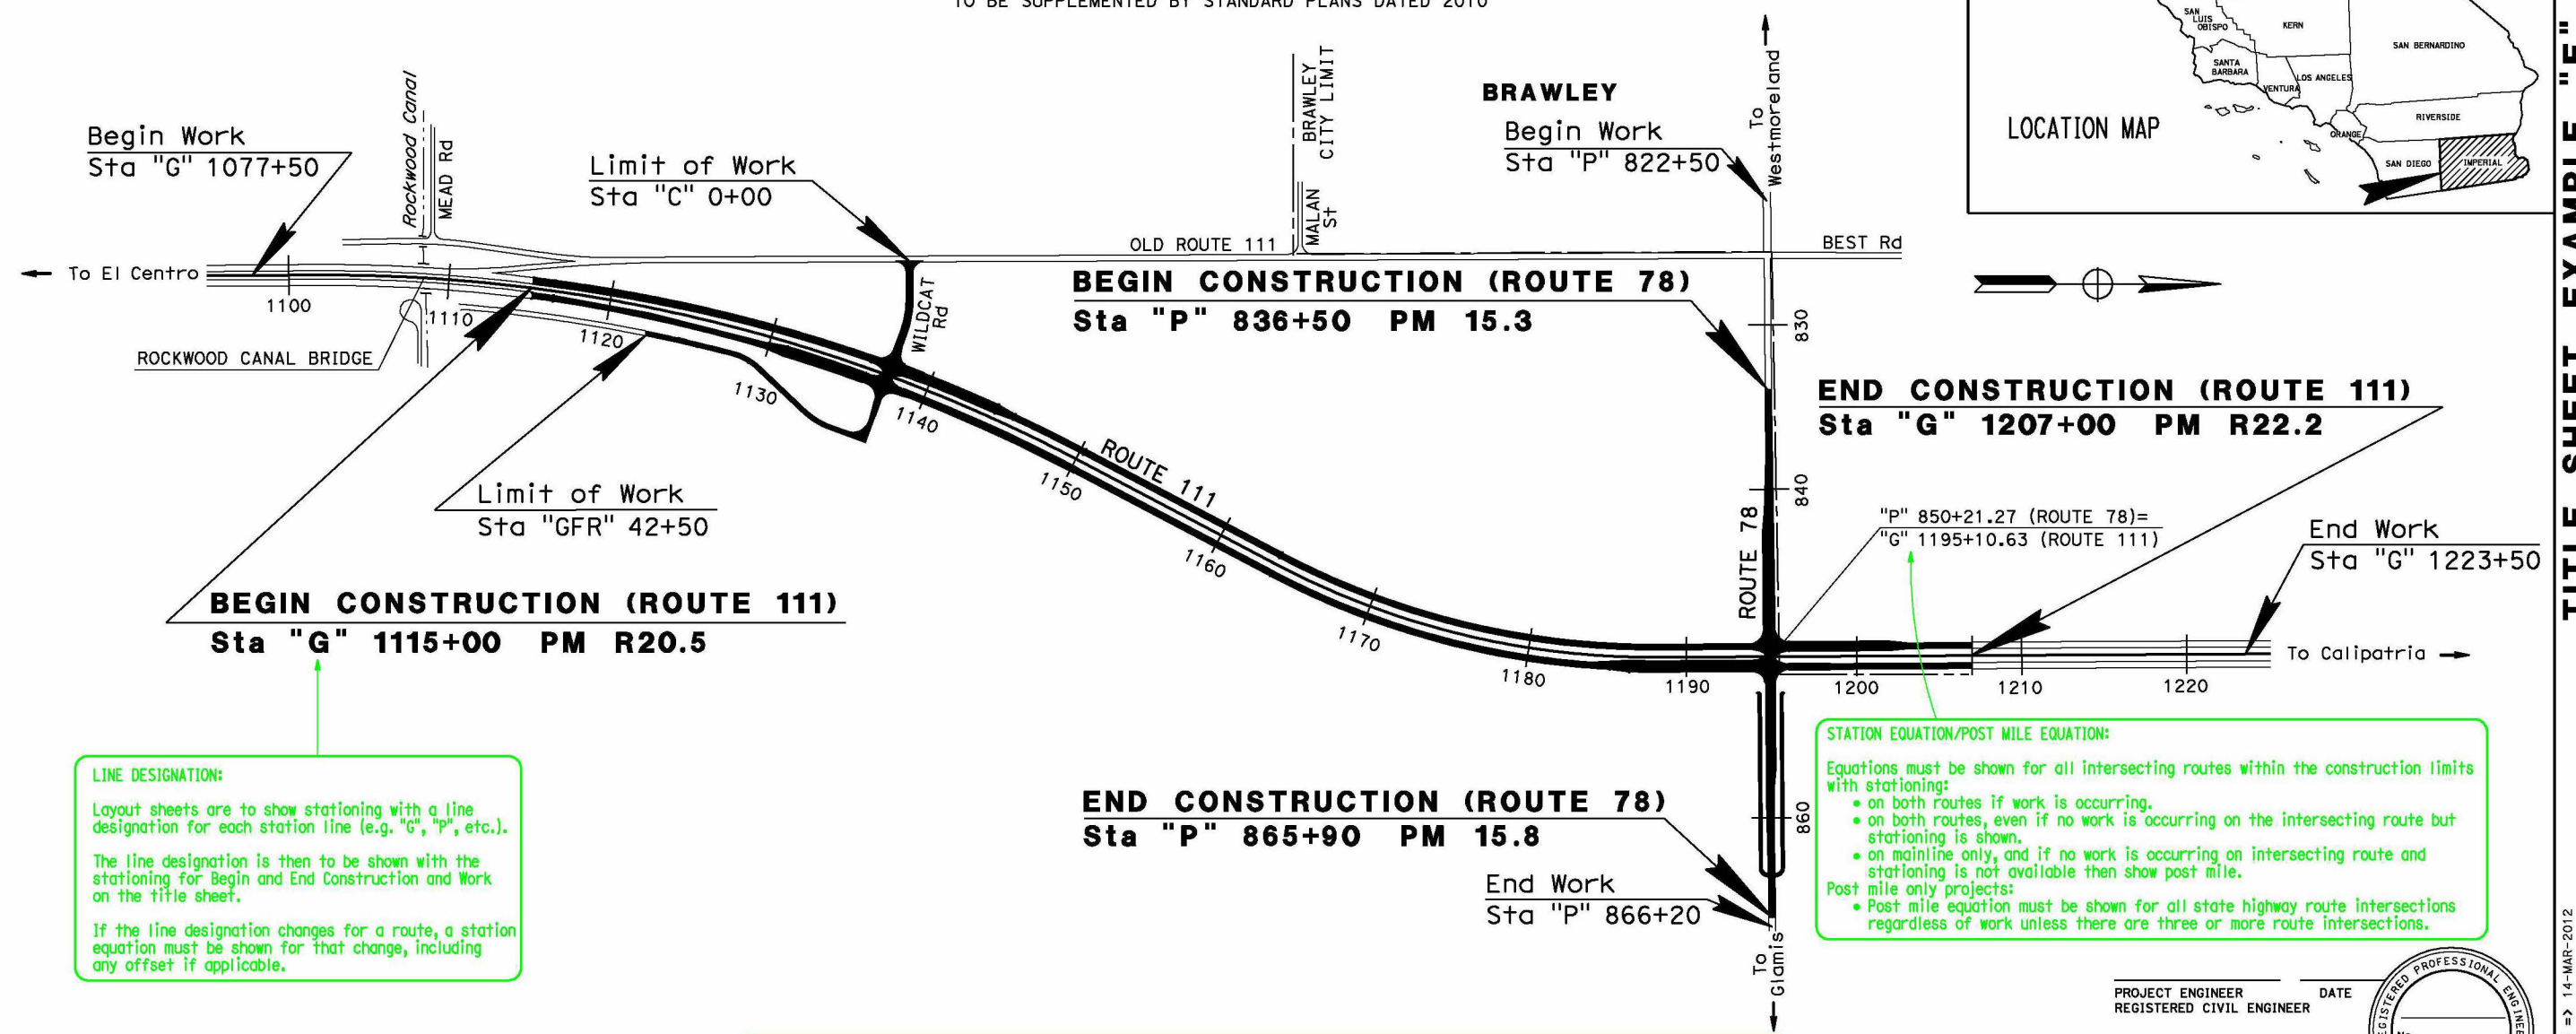 TO BE SUPPLEMENTED BY STANDARD PLANS DATED 2010
SAN
LUIS
OBISPO
KERN
SAN BERNARDINO
SANTA
BARBARA
VENTURA
LOS ANGELES
ORANGE
RIVERSIDE
SAN DIEGO
IMPERIAL
LOCATION MAP
TITLE SHEET EXAMPLE "E"
Begin Work
Sta "G" 1077+50
Rockwood Canal
MEAD Rd
Limit of Work
Sta "C" 0+00
BRAWLEY
CITY LIMIT
MALAN
St
BRAWLEY
Begin Work
Sta "P" 822+50
To
Westmoreland
To El Centro
OLD ROUTE 111
BEST Rd
1100
1110
1120
1130
1140
1150
1160
1170
1180
1190
1200
1210
1220
ROCKWOOD CANAL BRIDGE
WILDCAT
Rd
BEGIN CONSTRUCTION (ROUTE 78)
Sta "P" 836+50 PM 15.3
830
840
860
END CONSTRUCTION (ROUTE 111)
Sta "G" 1207+00 PM R22.2
ROUTE 111
ROUTE 78
Limit of Work
Sta "GFR" 42+50
"P" 850+21.27 (ROUTE 78)=
"G" 1195+10.63 (ROUTE 111)
End Work
Sta "G" 1223+50
BEGIN CONSTRUCTION (ROUTE 111)
Sta "G" 1115+00 PM R20.5
To Calipatria
LINE DESIGNATION:
Layout sheets are to show stationing with a line
designation for each station line (e.g. "G", "P", etc.).
The line designation is then to be shown with the
stationing for Begin and End Construction and Work
on the title sheet.
If the line designation changes for a route, a station
equation must be shown for that change, including
any offset if applicable.
END CONSTRUCTION (ROUTE 78)
Sta "P" 865+90 PM 15.8
End Work
Sta "P" 866+20
To
Glamis
STATION EQUATION/POST MILE EQUATION:
Equations must be shown for all intersecting routes within the construction limits
with stationing:
• on both routes if work is occurring.
• on both routes, even if no work is occurring on the intersecting route but
stationing is shown.
• on mainline only, and if no work is occurring on intersecting route and
stationing is not available then show post mile.
Post mile only projects:
• Post mile equation must be shown for all state highway route intersections
regardless of work unless there are three or more route intersections.
PROJECT ENGINEER DATE
REGISTERED CIVIL ENGINEER
PROFESSIONAL
=> 14-MAR-2012